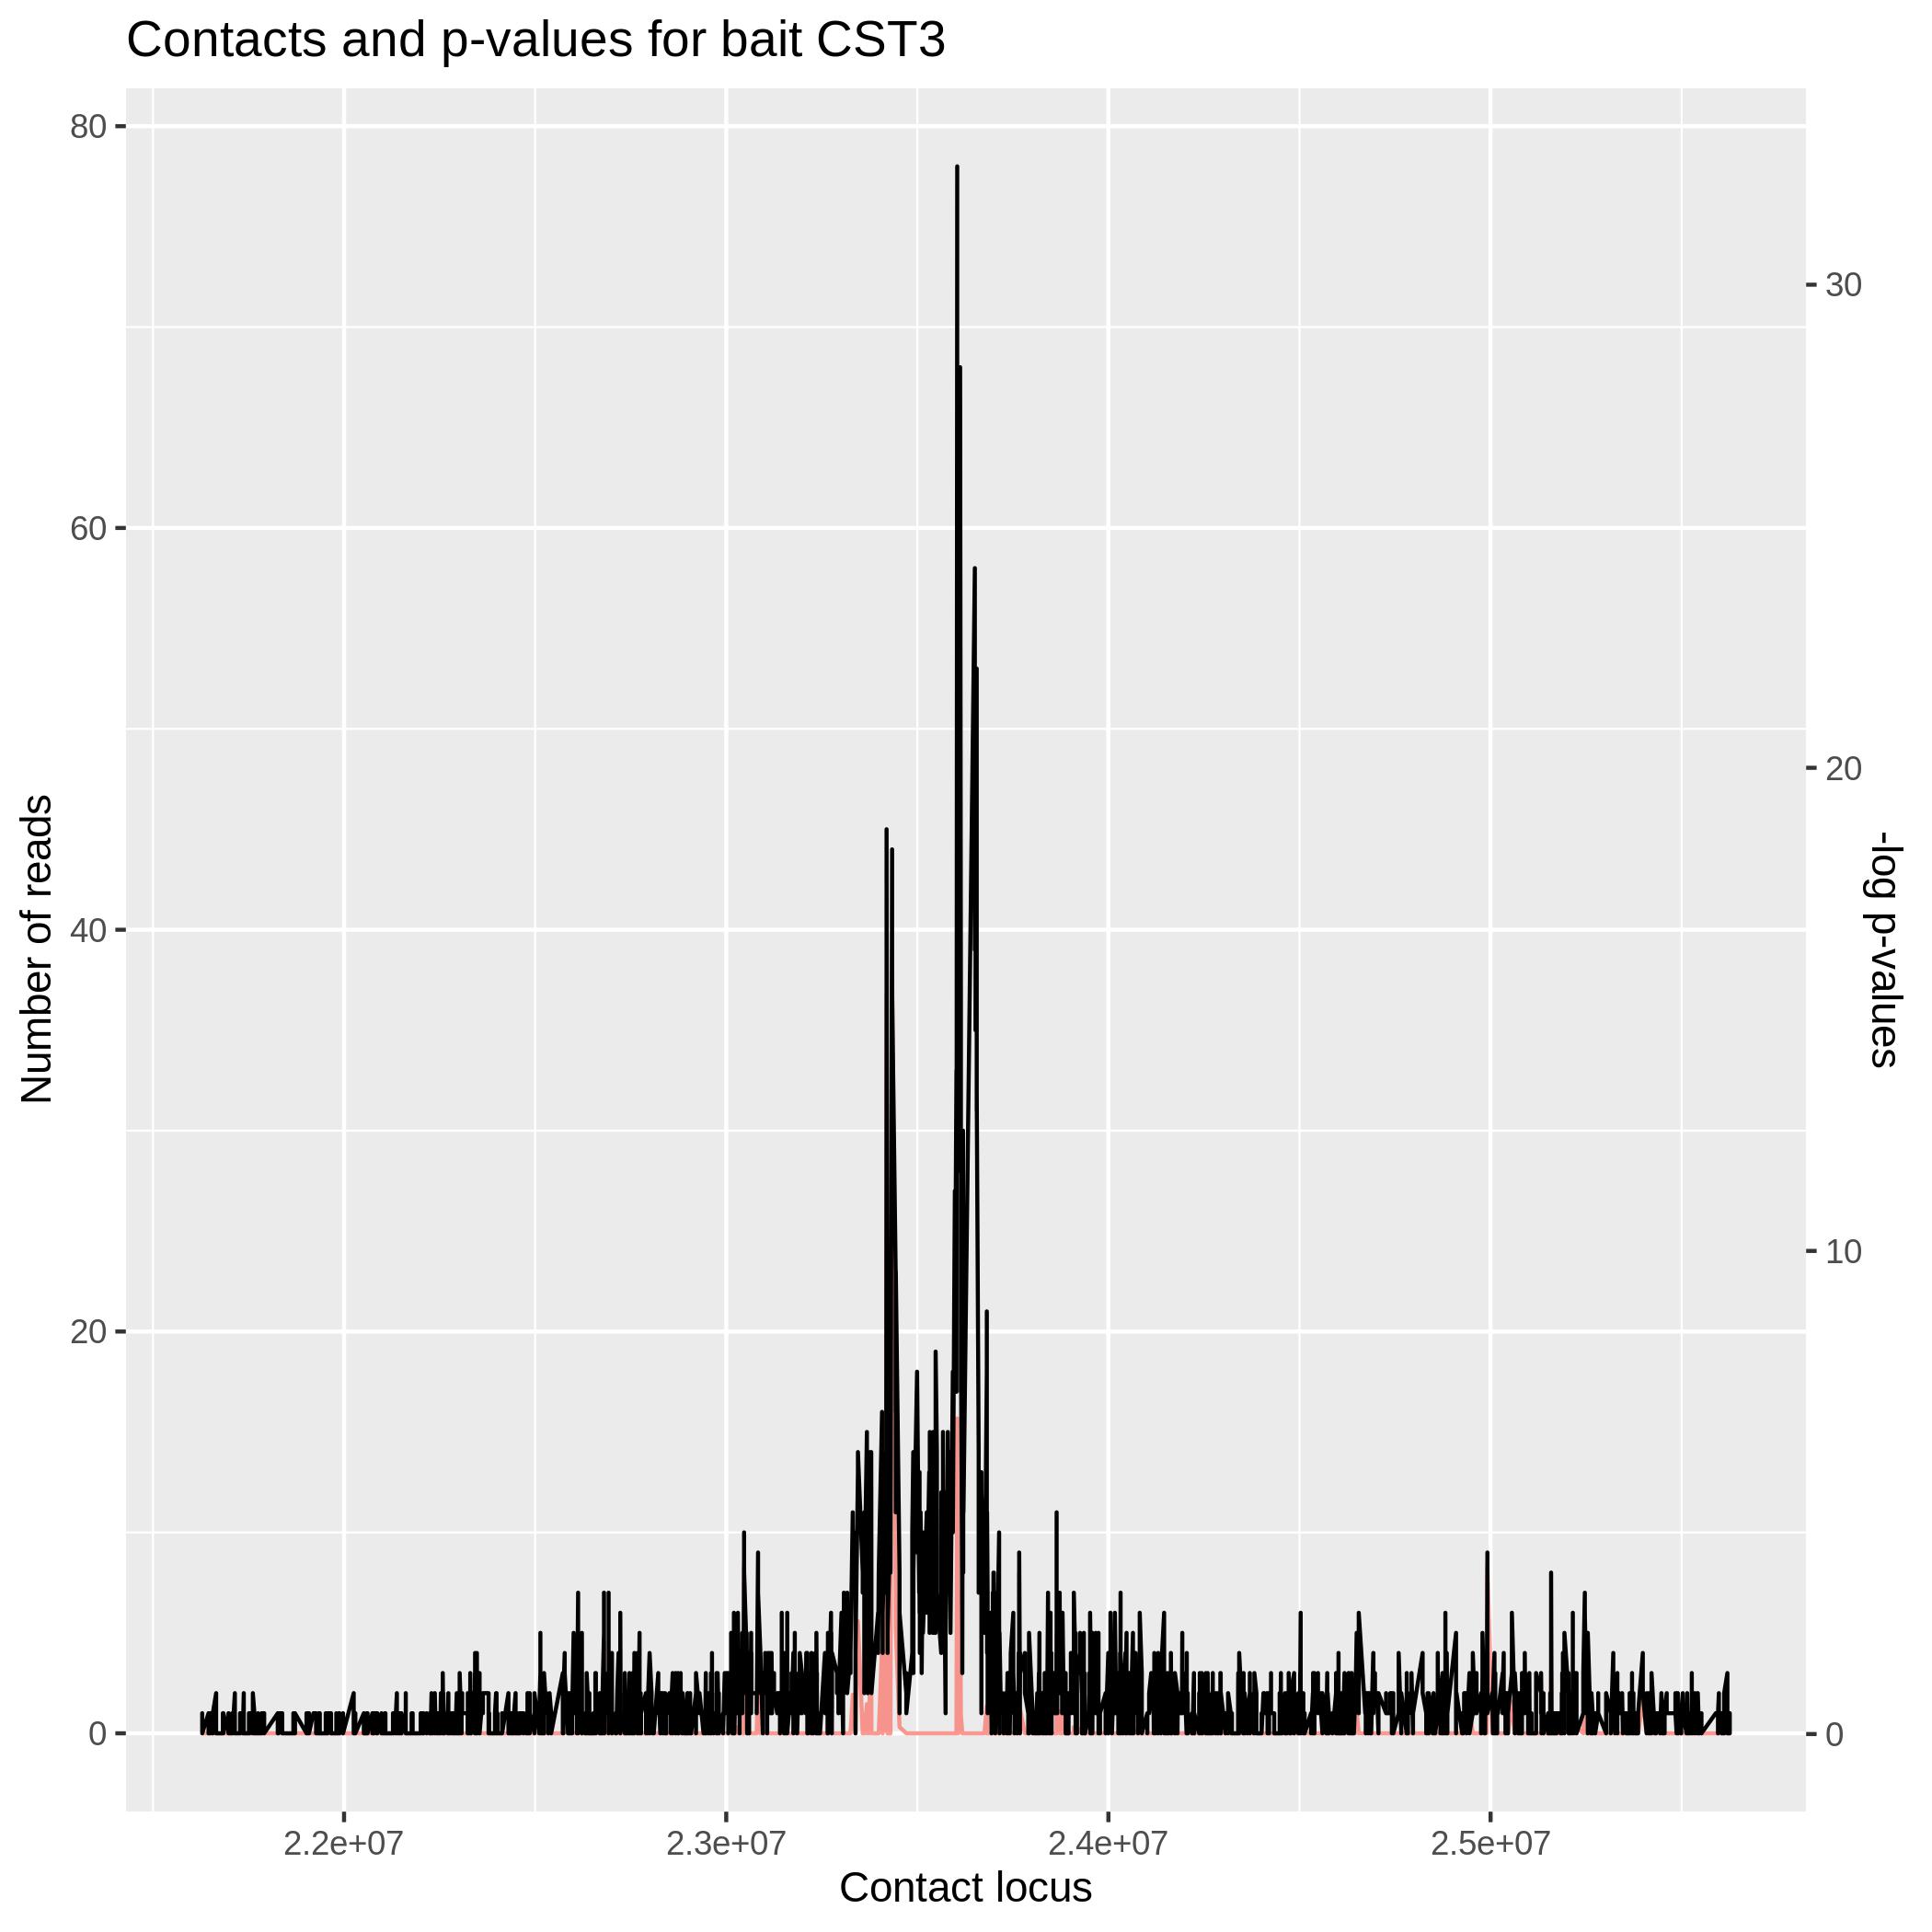 Contacts and p-values for bait CST3
80
60
40
20
0
Number of reads
30
20
10
0
-log p-values
2.2e+07
2.3e+07
2.4e+07
2.5e+07
Contact locus